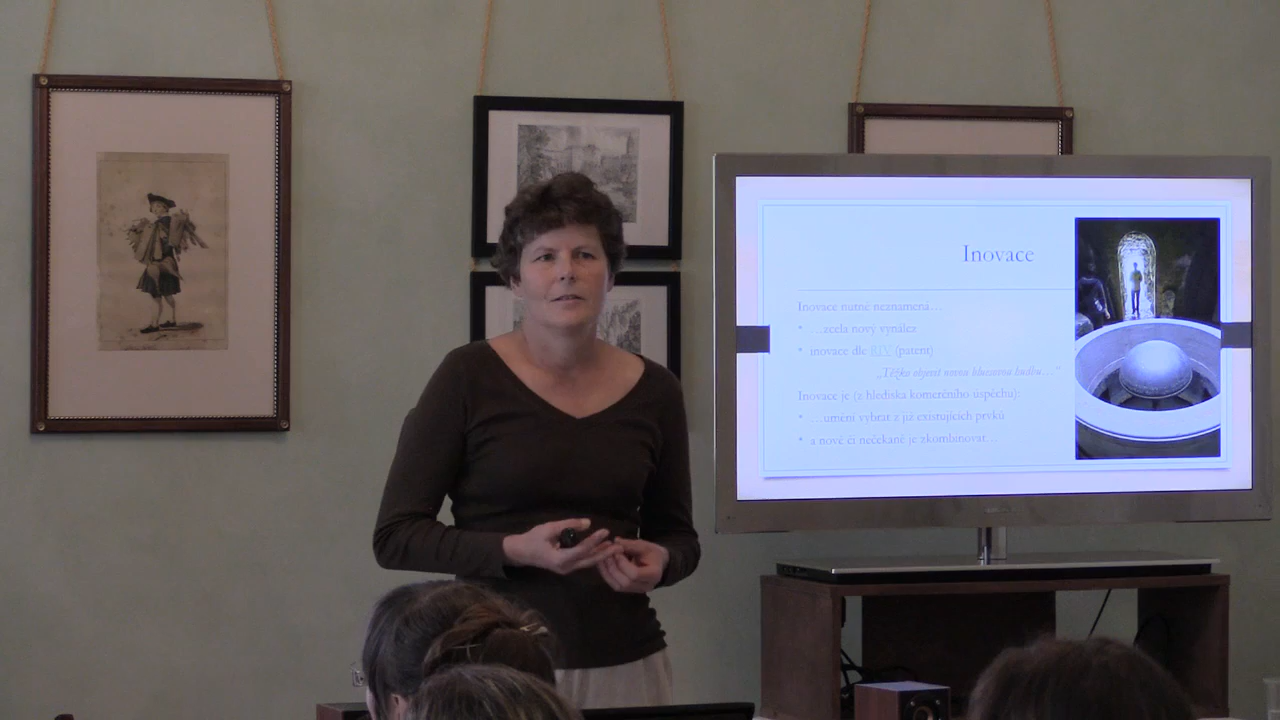 Inovace
Inovace nutně neznamená…
* …zcela nový vynález
* inovace dle RIV (patent)
„Těžko objevit novou bluesovou hudbu…“
Inovace je (z hlediska komerčního úspěchu):
* …umění vybrat z již existujících prvků
* a nově či nečekaně je zkombinovat…